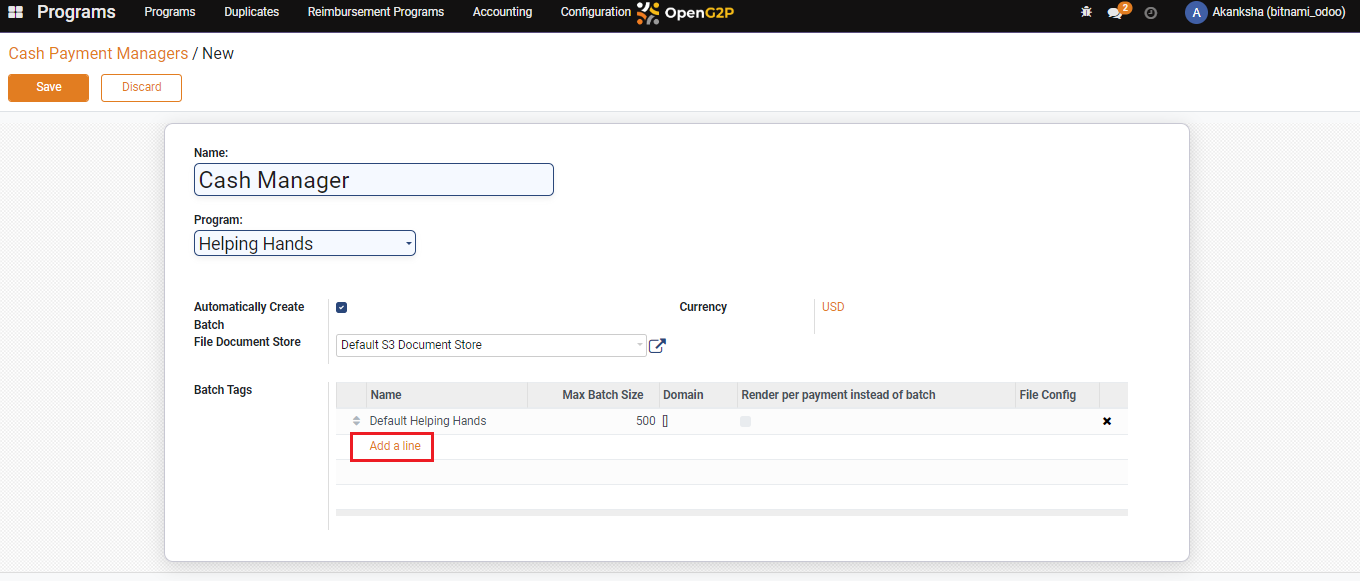 Programs Programs Duplicates Reimbursement Programs Accounting Configuration OpenG2P 2 A Akanksha (bitnami_odoo)
Cash Payment Managers / New
Save Discard
Name:
Cash Manager
Program:
Helping Hands
Automatically Create Batch
Currency USD
File Document Store Default S3 Document Store
Batch Tags
Name Max Batch Size Domain Render per payment instead of batch File Config
Default Helping Hands 500 []
Add a line